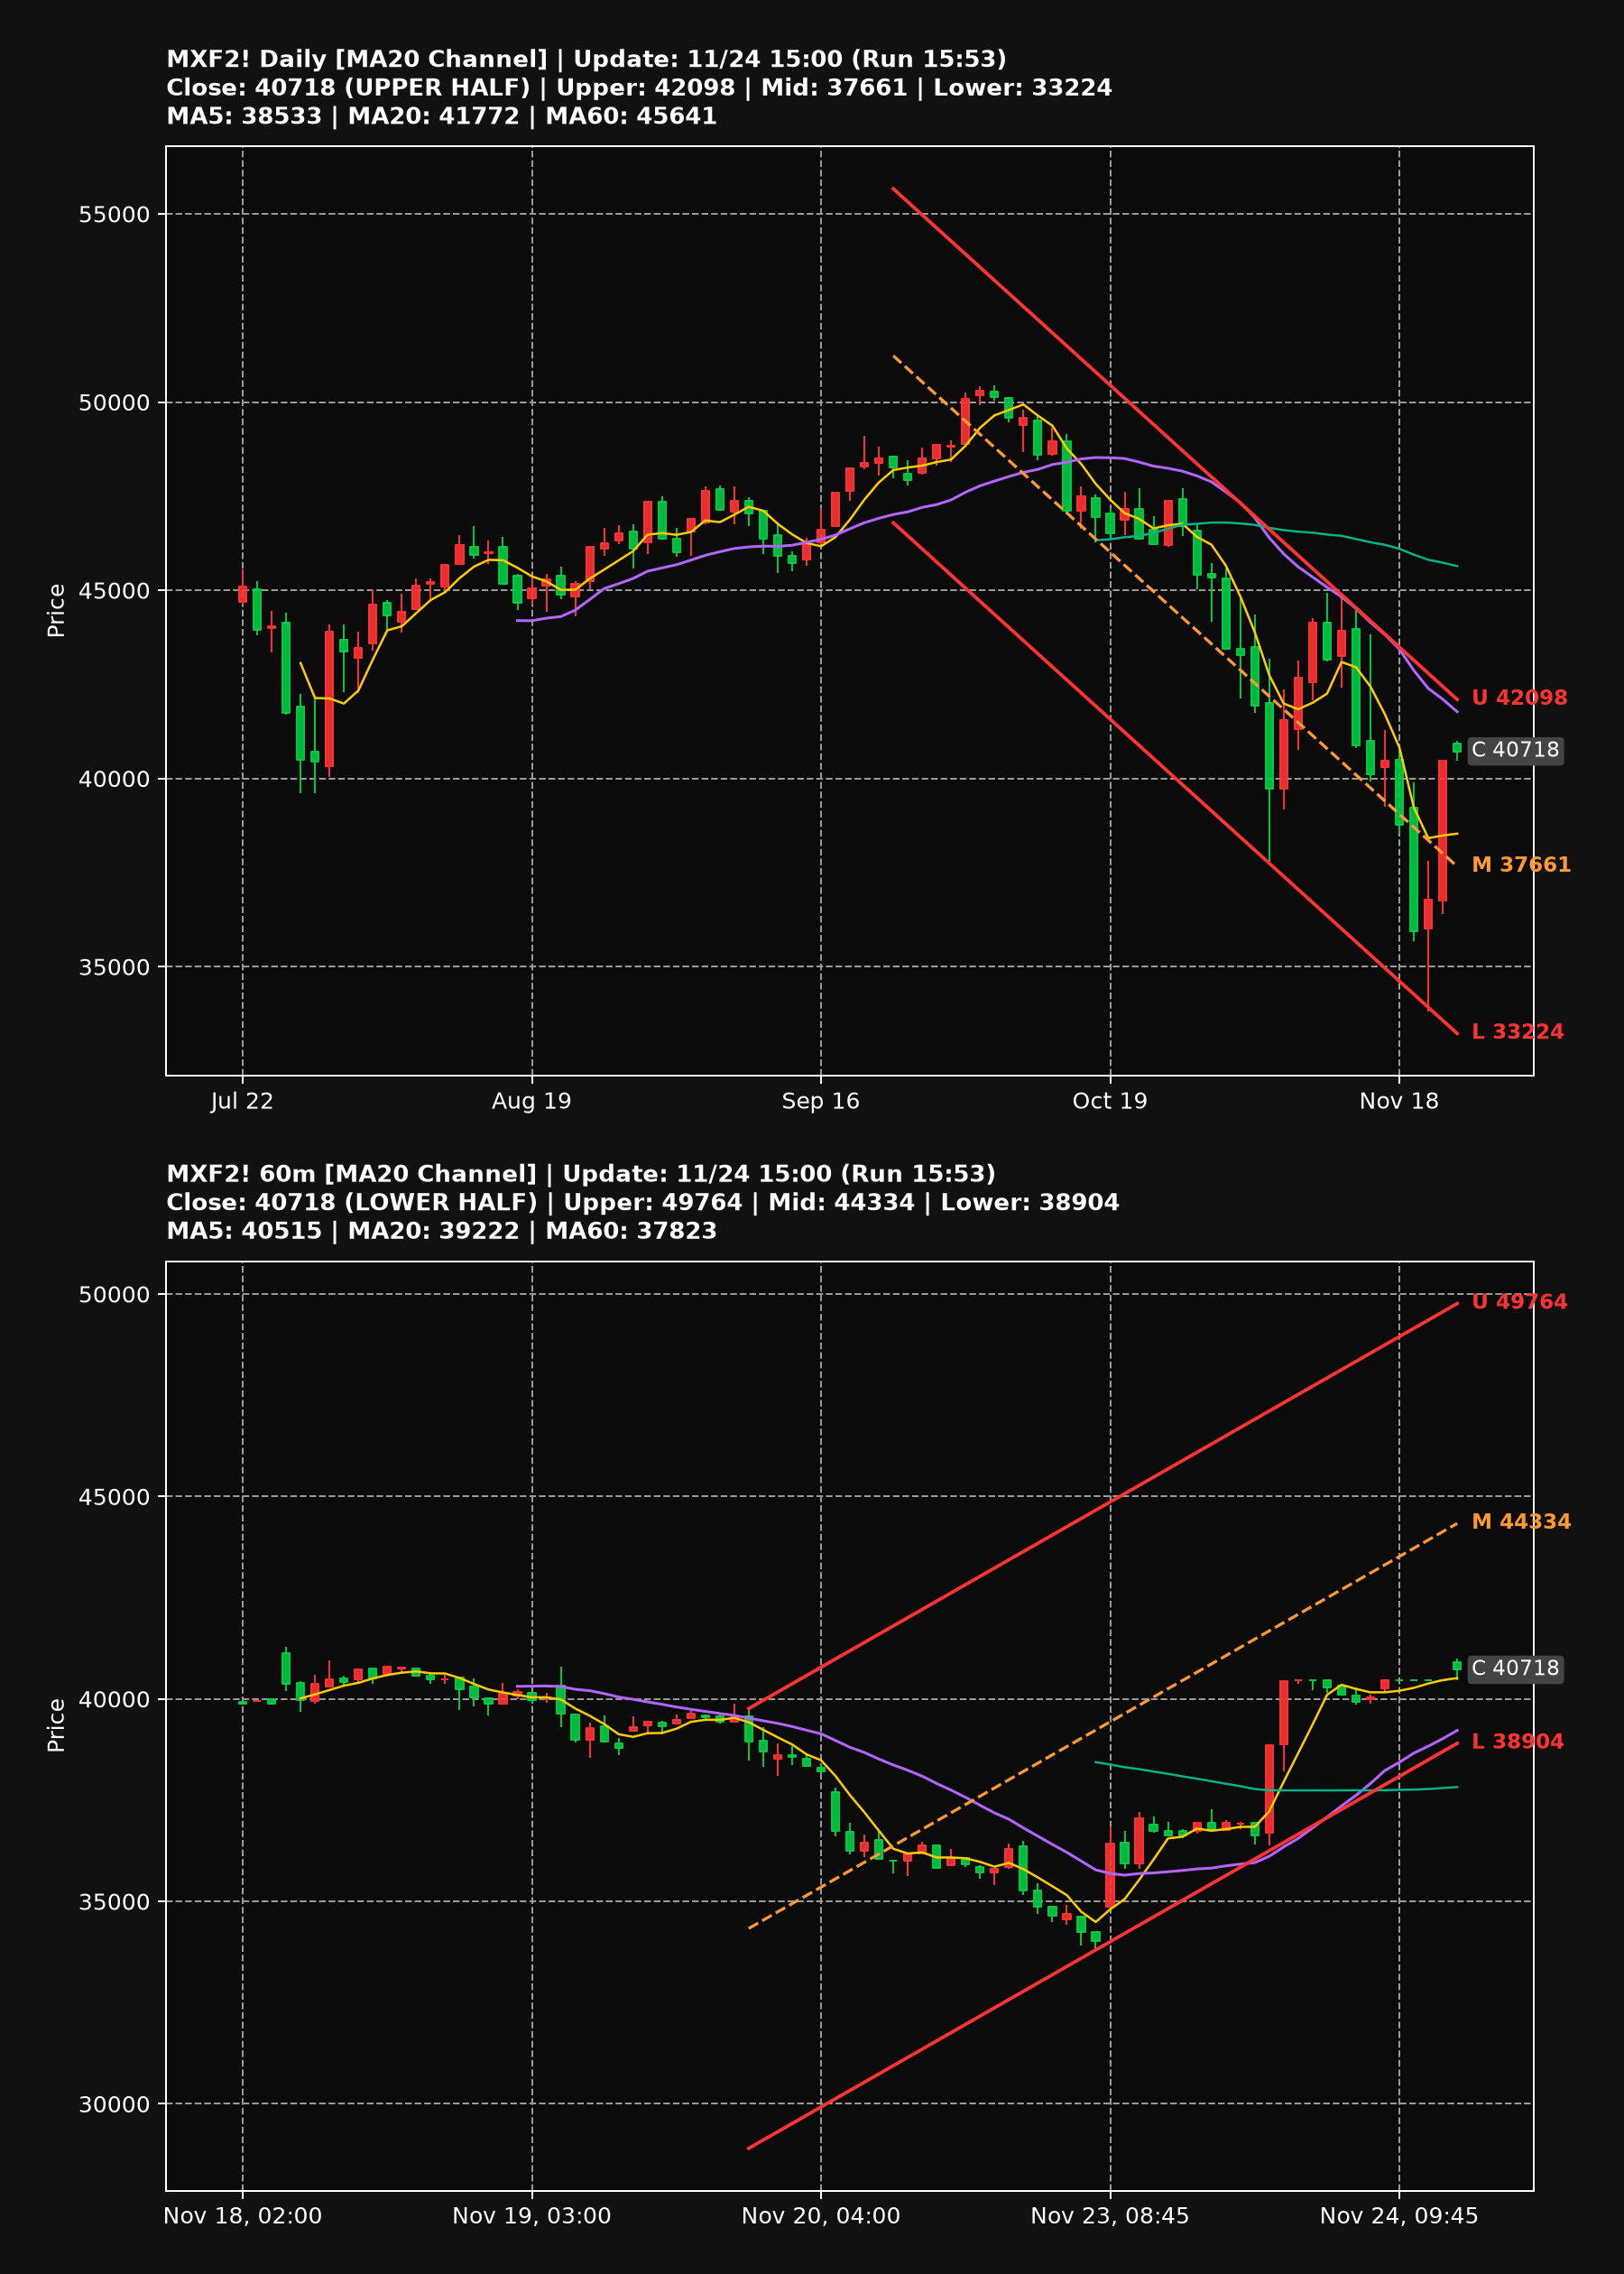 MXF2! Daily [MA20 Channel] | Update: 11/24 15:00 (Run 15:53)
Close: 40718 (UPPER HALF) | Upper: 42098 | Mid: 37661 | Lower: 33224
MA5: 38533 | MA20: 41772 | MA60: 45641
Price
55000
50000
45000
40000
35000
U 42098
C 40718
M 37661
L 33224
Jul 22
Aug 19
Sep 16
Oct 19
Nov 18
MXF2! 60m [MA20 Channel] | Update: 11/24 15:00 (Run 15:53)
Close: 40718 (LOWER HALF) | Upper: 49764 | Mid: 44334 | Lower: 38904
MA5: 40515 | MA20: 39222 | MA60: 37823
Price
50000
45000
40000
35000
30000
U 49764
M 44334
C 40718
L 38904
Nov 18, 02:00
Nov 19, 03:00
Nov 20, 04:00
Nov 23, 08:45
Nov 24, 09:45